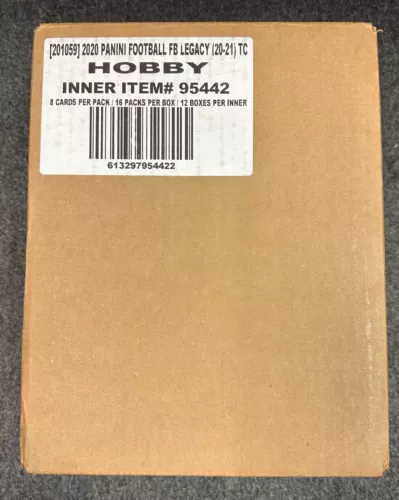 [201059] 2020 PANINI FOOTBALL FB LEGACY (20-21) TC
HOBBY
INNER ITEM# 95442
8 CARDS PER PACK / 16 PACKS PER BOX / 12 BOXES PER INNER
613297954422